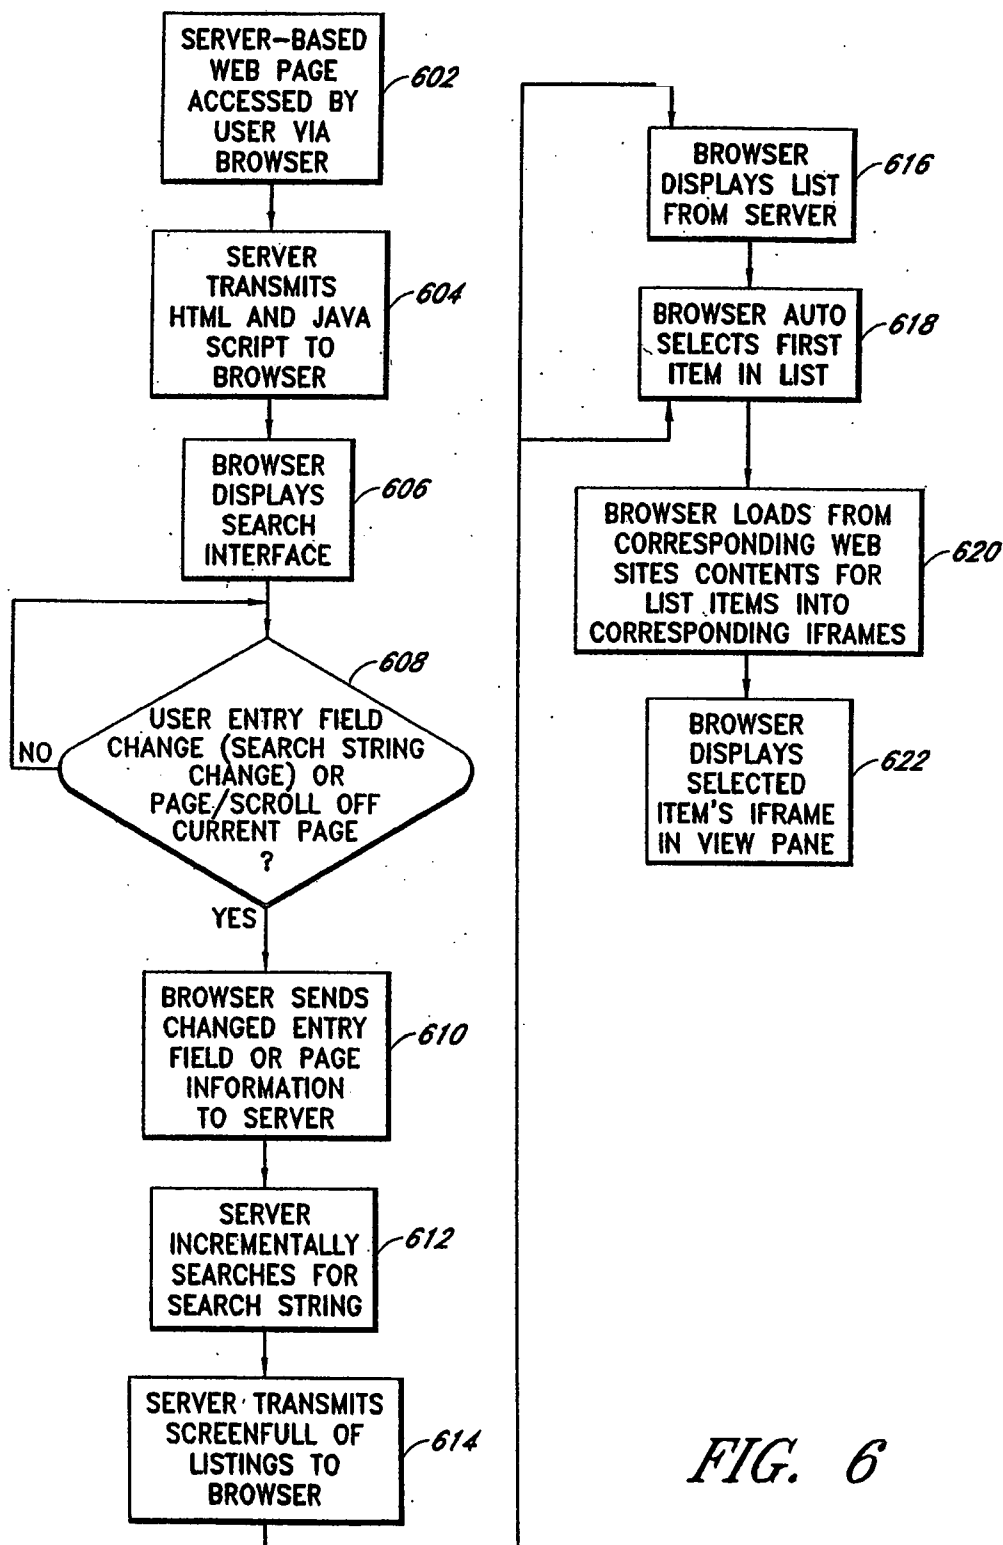 SERVER-BASED
WEB PAGE
ACCESSED BY
USER VIA
BROWSER
602
SERVER
TRANSMITS
HTML AND JAVA
SCRIPT TO
BROWSER
604
BROWSER
DISPLAYS
SEARCH
INTERFACE
606
608
USER ENTRY FIELD
CHANGE (SEARCH STRING
CHANGE) OR
PAGE/SCROLL OFF
CURRENT PAGE
?
NO
YES
BROWSER SENDS
CHANGED ENTRY
FIELD OR PAGE
INFORMATION
TO SERVER
610
SERVER
INCREMENTALLY
SEARCHES FOR
SEARCH STRING
612
SERVER TRANSMITS
SCREENFULL OF
LISTINGS TO
BROWSER
614
BROWSER
DISPLAYS LIST
FROM SERVER
616
BROWSER AUTO
SELECTS FIRST
ITEM IN LIST
618
BROWSER LOADS FROM
CORRESPONDING WEB
SITES CONTENTS FOR
LIST ITEMS INTO
CORRESPONDING IFRAMES
620
BROWSER
DISPLAYS
SELECTED
ITEM'S IFRAME
IN VIEW PANE
622
FIG. 6